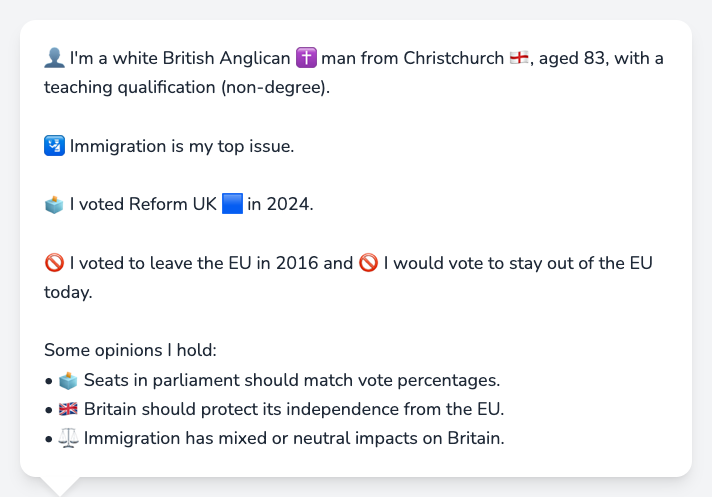 👤 I'm a white British Anglican ✝️ man from Christchurch 🏴󠁧󠁢󠁥󠁮󠁧󠁿, aged 83, with a
teaching qualification (non-degree).
🛂 Immigration is my top issue.
🗳️ I voted Reform UK 🟦 in 2024.
🚫 I voted to leave the EU in 2016 and 🚫 I would vote to stay out of the EU
today.
Some opinions I hold:
• 🗳️ Seats in parliament should match vote percentages.
• 🇬🇧 Britain should protect its independence from the EU.
• ⚖️ Immigration has mixed or neutral impacts on Britain.